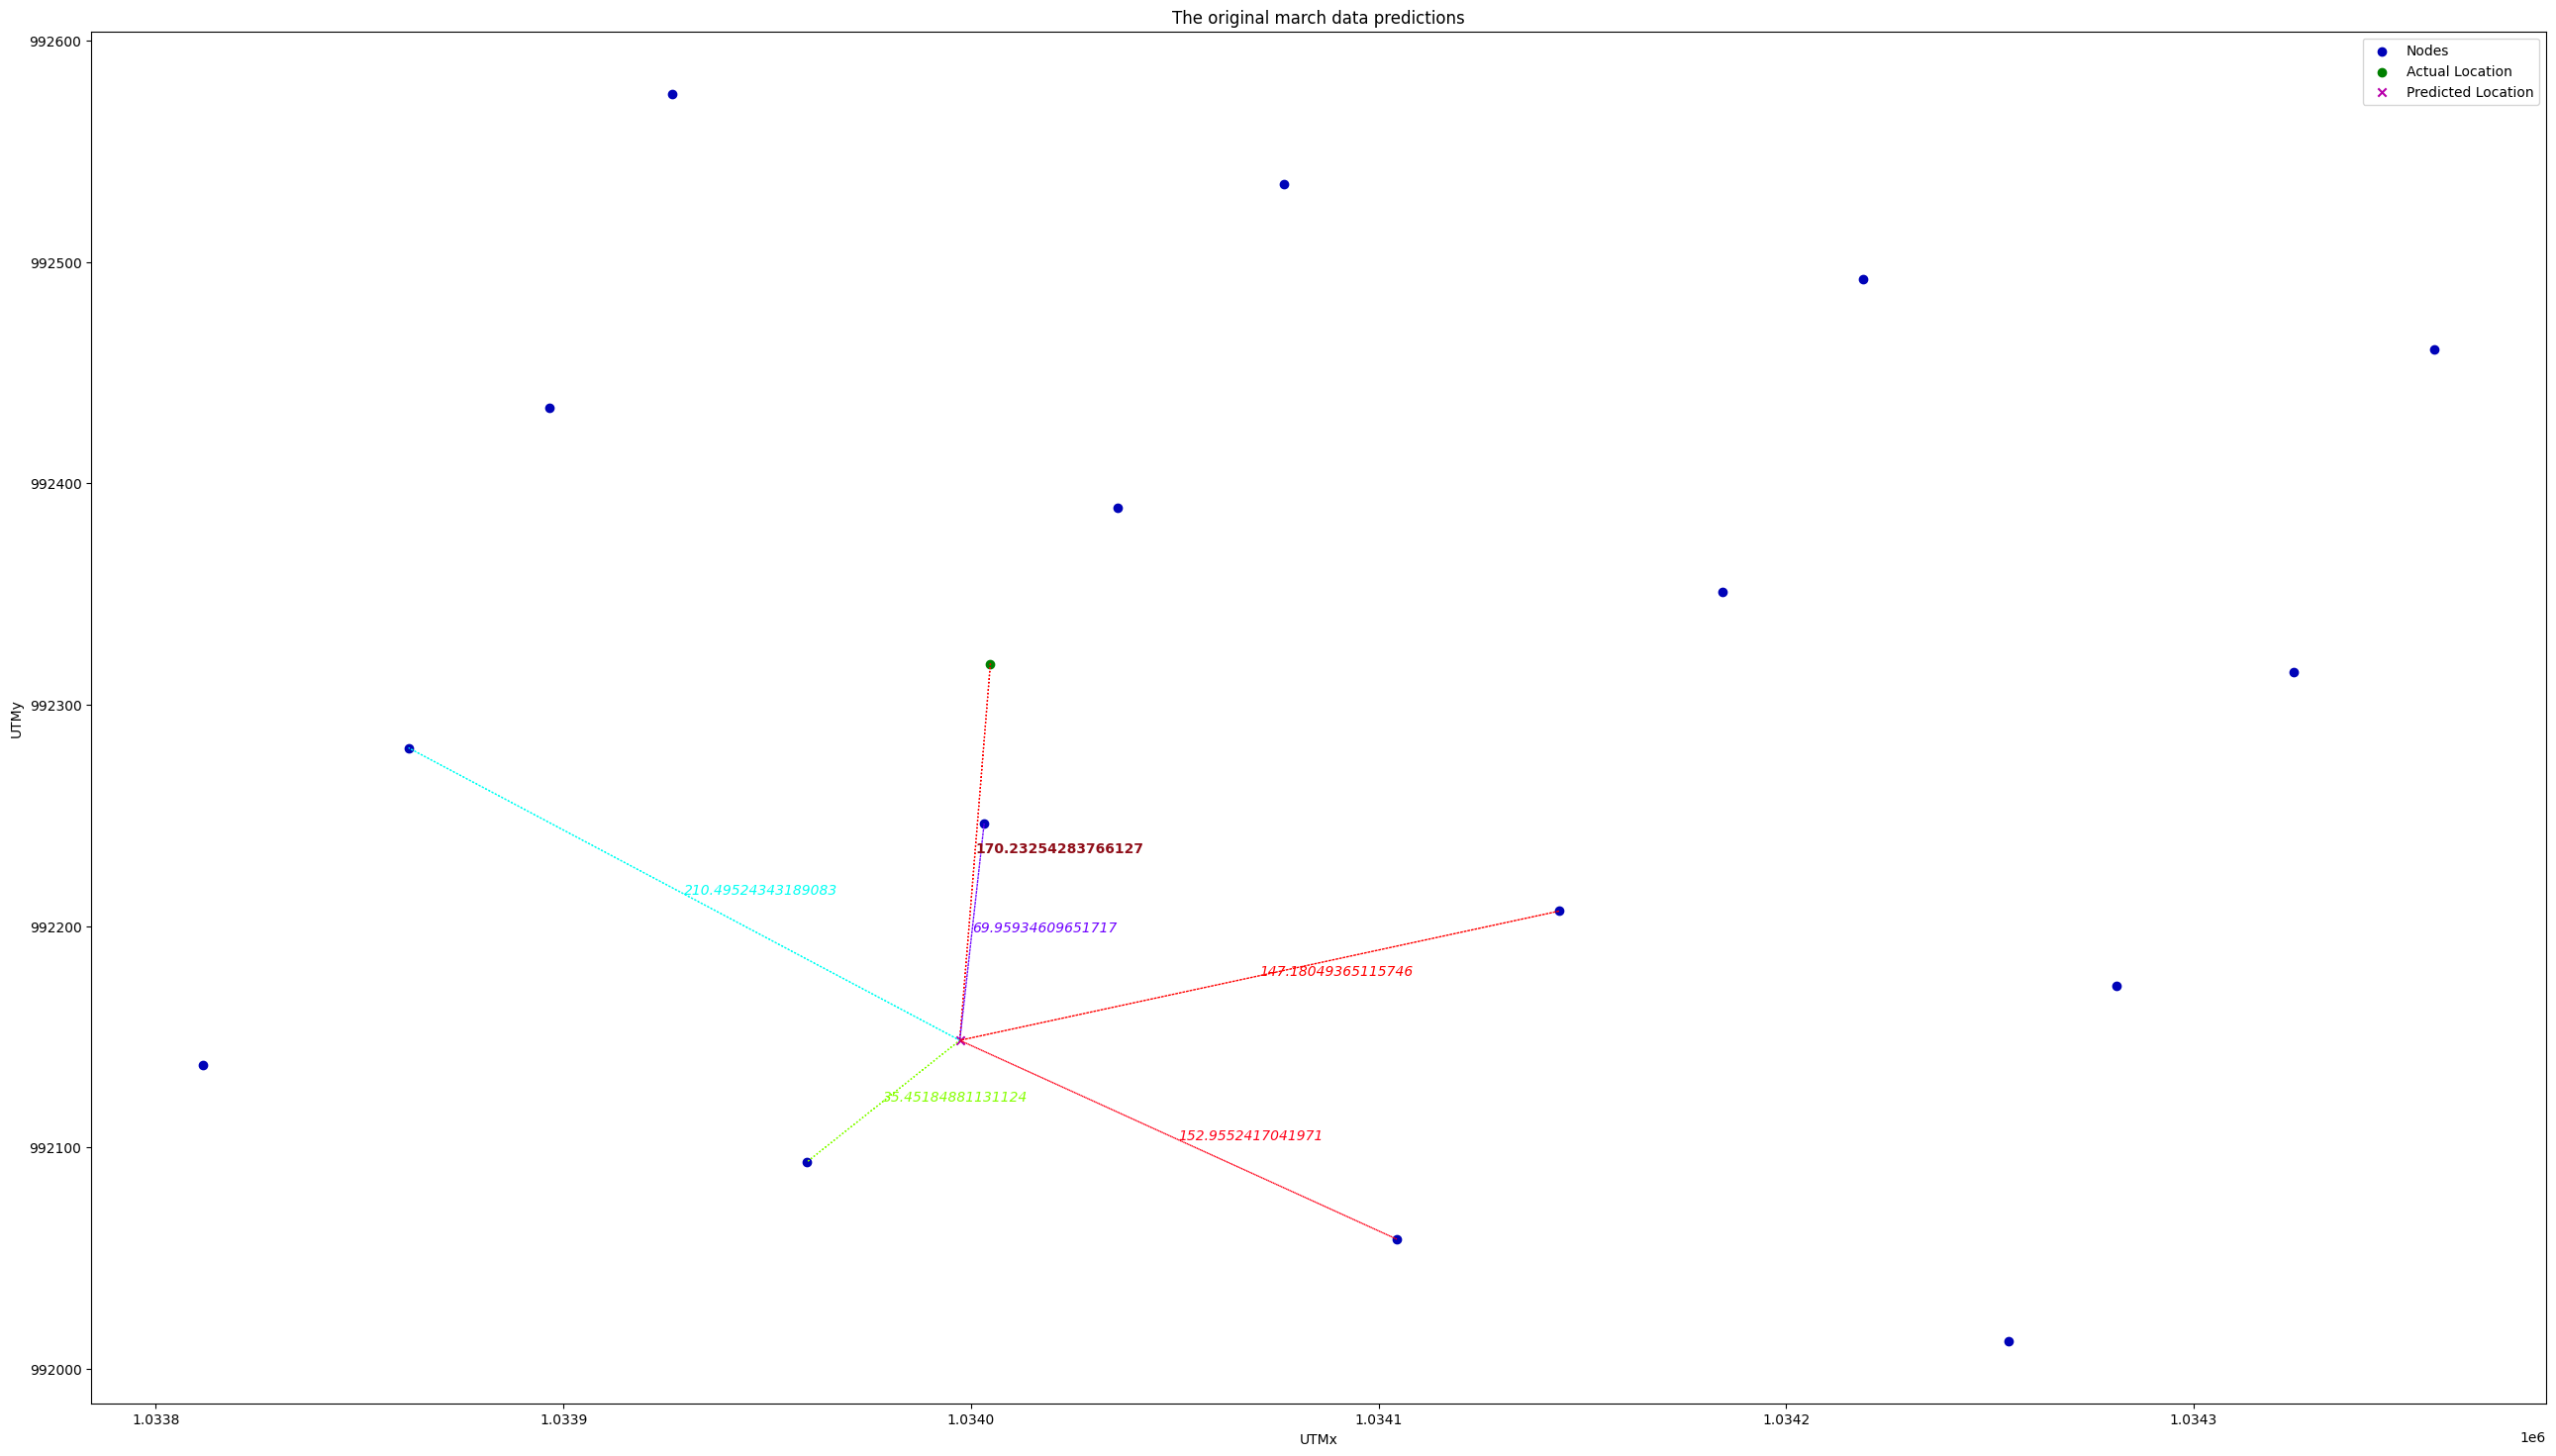 The original march data predictions
992600
Nodes
Actual Location
Predicted Location
992500
992400
992300
UTMy
170.23254283766127
210.49524343189083
992200
69.95934609651717
147.18049365115746
35.45184881131124
152.9552417041971
992100
992000
1.0338 1.0339 1.0340 1.0341 1.0342 1.0343
UTMx
1e6